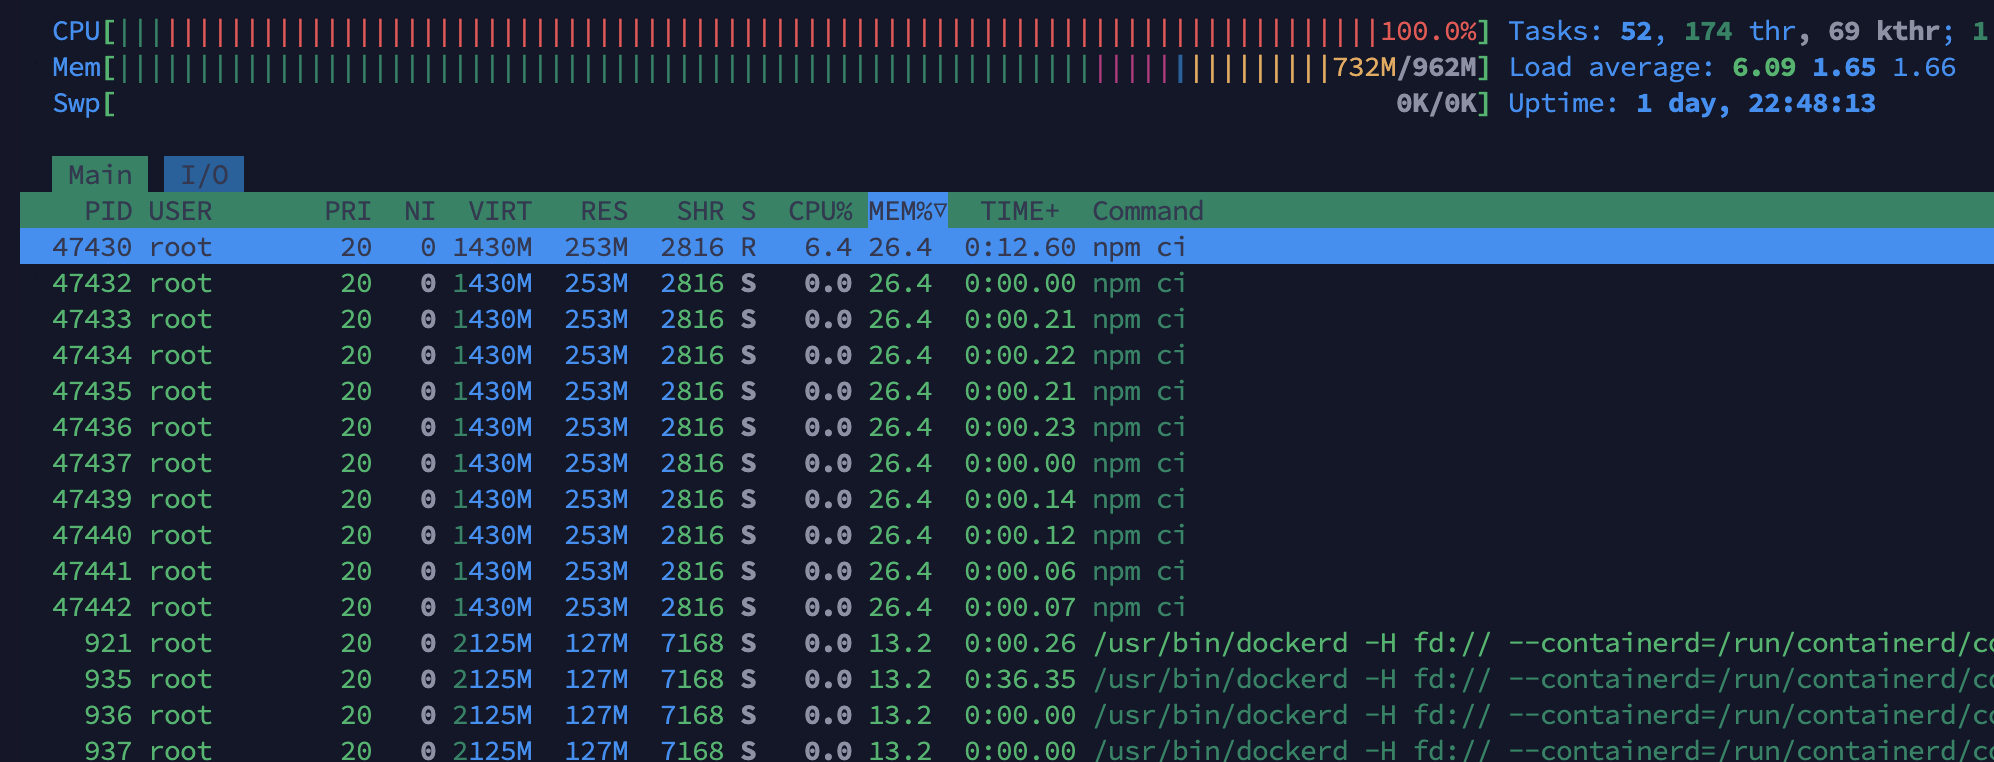 CPU[100.0%] Tasks: 52, 174 thr, 69 kthr; 1
Mem[732M/962M] Load average: 6.09 1.65 1.66
Swp[0K/0K] Uptime: 1 day, 22:48:13
Main I/O
PID USER PRI NI VIRT RES SHR S CPU% MEM%▽ TIME+ Command
47430 root 20 0 1430M 253M 2816 R 6.4 26.4 0:12.60 npm ci
47432 root 20 0 1430M 253M 2816 S 0.0 26.4 0:00.00 npm ci
47433 root 20 0 1430M 253M 2816 S 0.0 26.4 0:00.21 npm ci
47434 root 20 0 1430M 253M 2816 S 0.0 26.4 0:00.22 npm ci
47435 root 20 0 1430M 253M 2816 S 0.0 26.4 0:00.21 npm ci
47436 root 20 0 1430M 253M 2816 S 0.0 26.4 0:00.23 npm ci
47437 root 20 0 1430M 253M 2816 S 0.0 26.4 0:00.00 npm ci
47439 root 20 0 1430M 253M 2816 S 0.0 26.4 0:00.14 npm ci
47440 root 20 0 1430M 253M 2816 S 0.0 26.4 0:00.12 npm ci
47441 root 20 0 1430M 253M 2816 S 0.0 26.4 0:00.06 npm ci
47442 root 20 0 1430M 253M 2816 S 0.0 26.4 0:00.07 npm ci
921 root 20 0 2125M 127M 7168 S 0.0 13.2 0:00.26 /usr/bin/dockerd -H fd:// --containerd=/run/containerd/co
935 root 20 0 2125M 127M 7168 S 0.0 13.2 0:36.35 /usr/bin/dockerd -H fd:// --containerd=/run/containerd/co
936 root 20 0 2125M 127M 7168 S 0.0 13.2 0:00.00 /usr/bin/dockerd -H fd:// --containerd=/run/containerd/co
937 root 20 0 2125M 127M 7168 S 0.0 13.2 0:00.00 /usr/bin/dockerd -H fd:// --containerd=/run/containerd/co